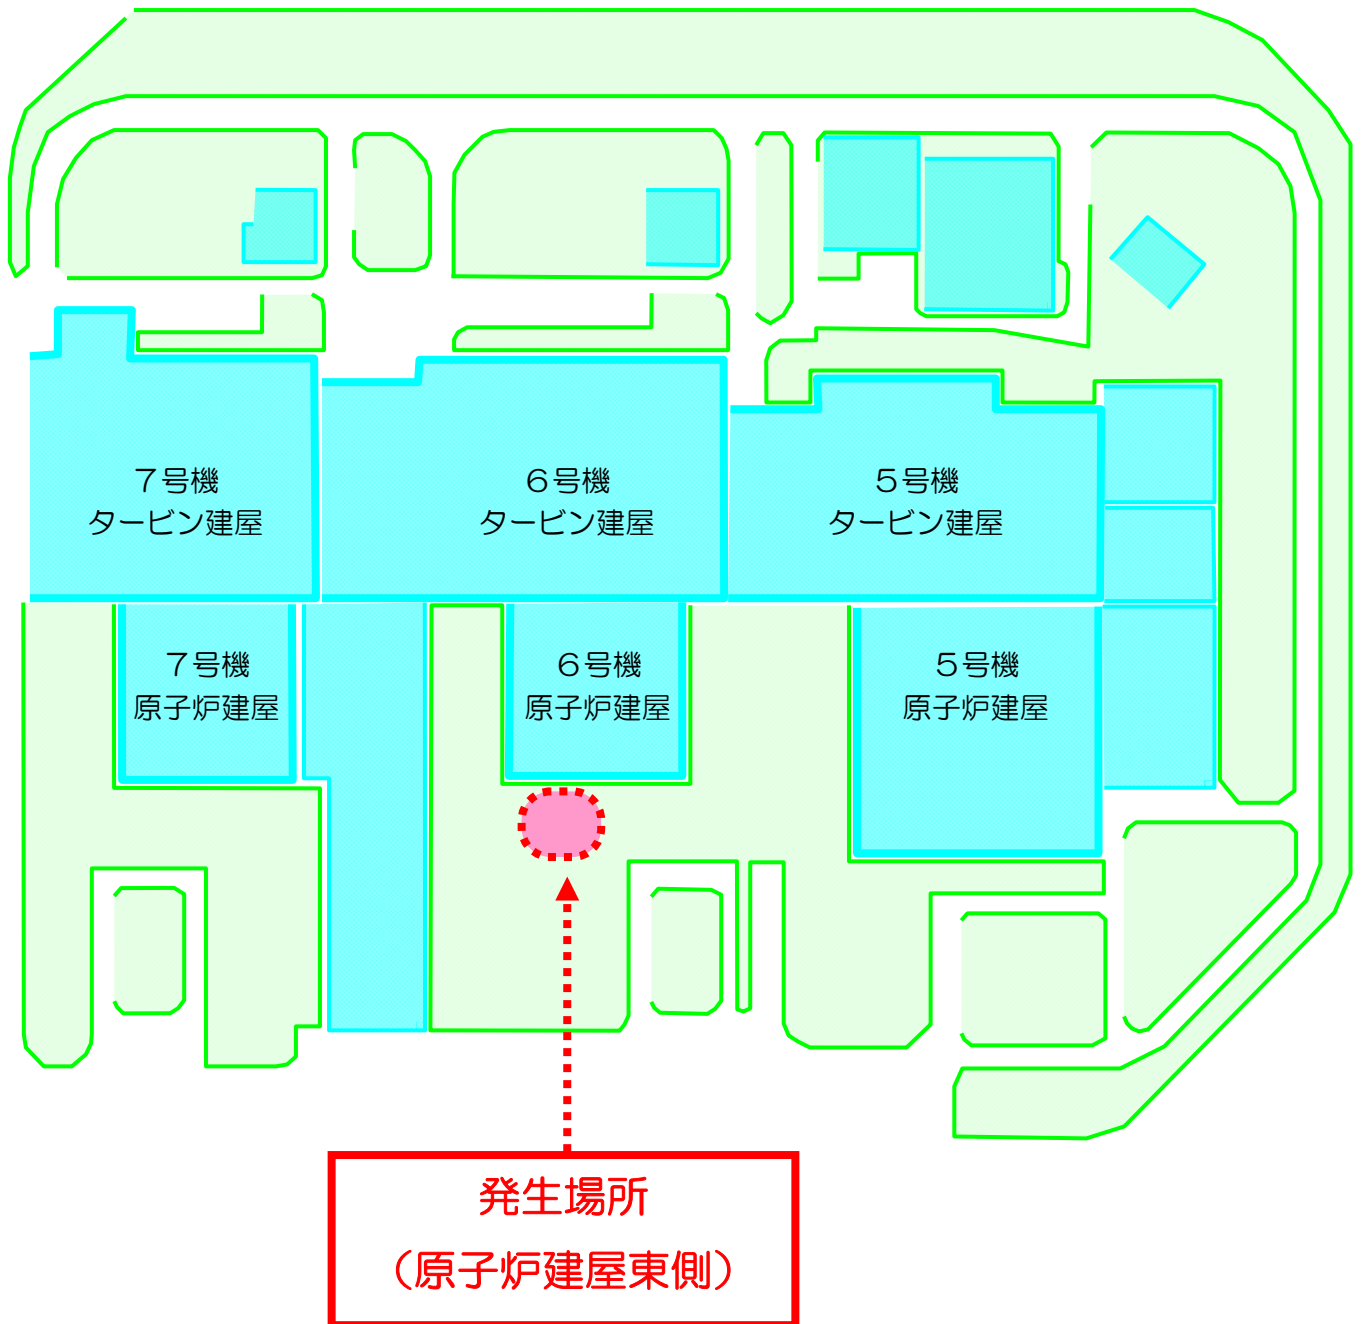 ７号機
タービン建屋
６号機
タービン建屋
５号機
タービン建屋
７号機
原子炉建屋
６号機
原子炉建屋
５号機
原子炉建屋
発生場所
（原子炉建屋東側）